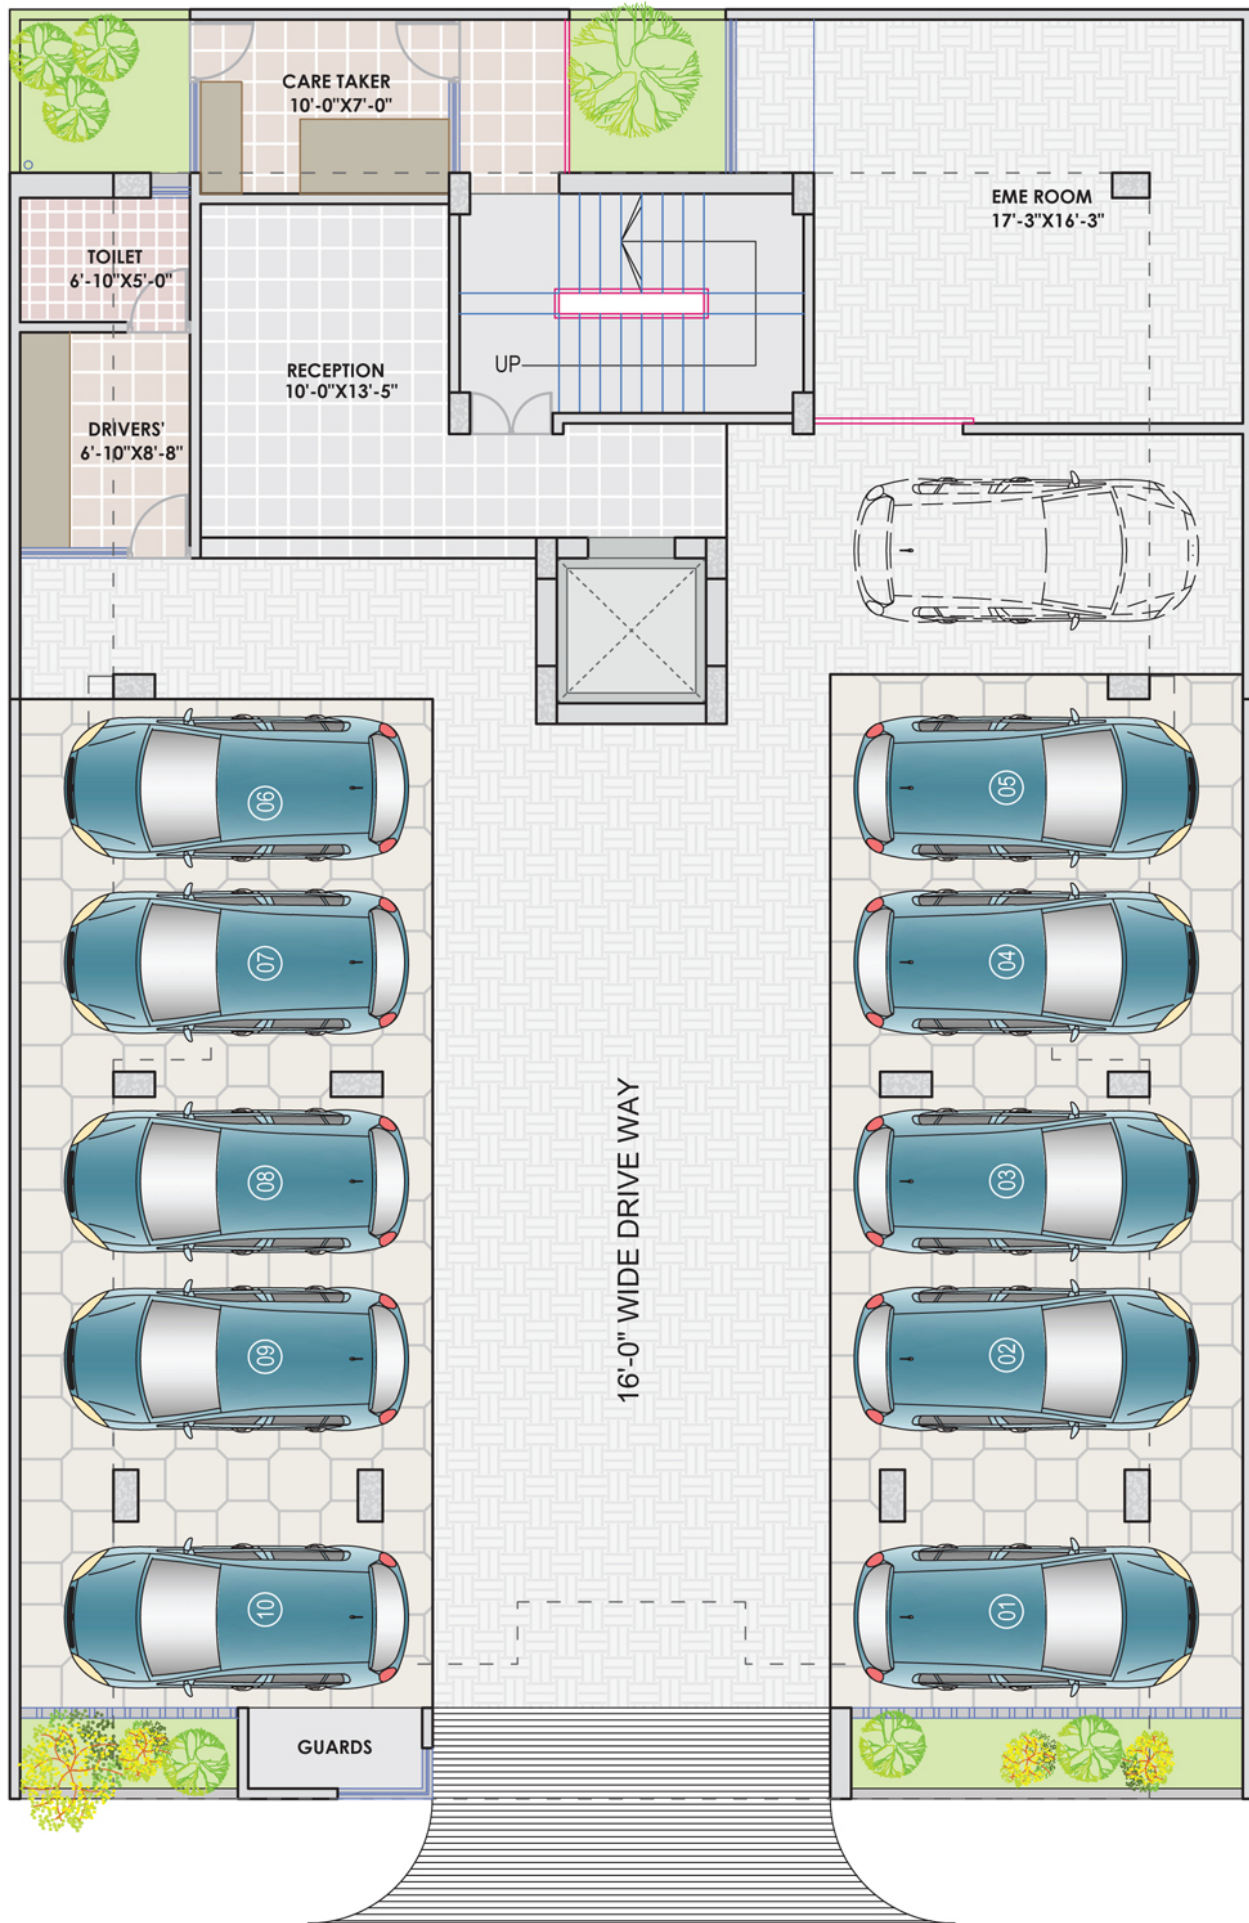 CARE TAKER
10'-0"X7'-0"
EME ROOM
17'-3"X16'-3"
TOILET
6'-10"X5'-0"
UP
RECEPTION
10'-0"X13'-5"
DRIVERS'
6'-10"X8'-8"
06
05
07
04
08
03
16'-0" WIDE DRIVE WAY
09
02
10
01
GUARDS